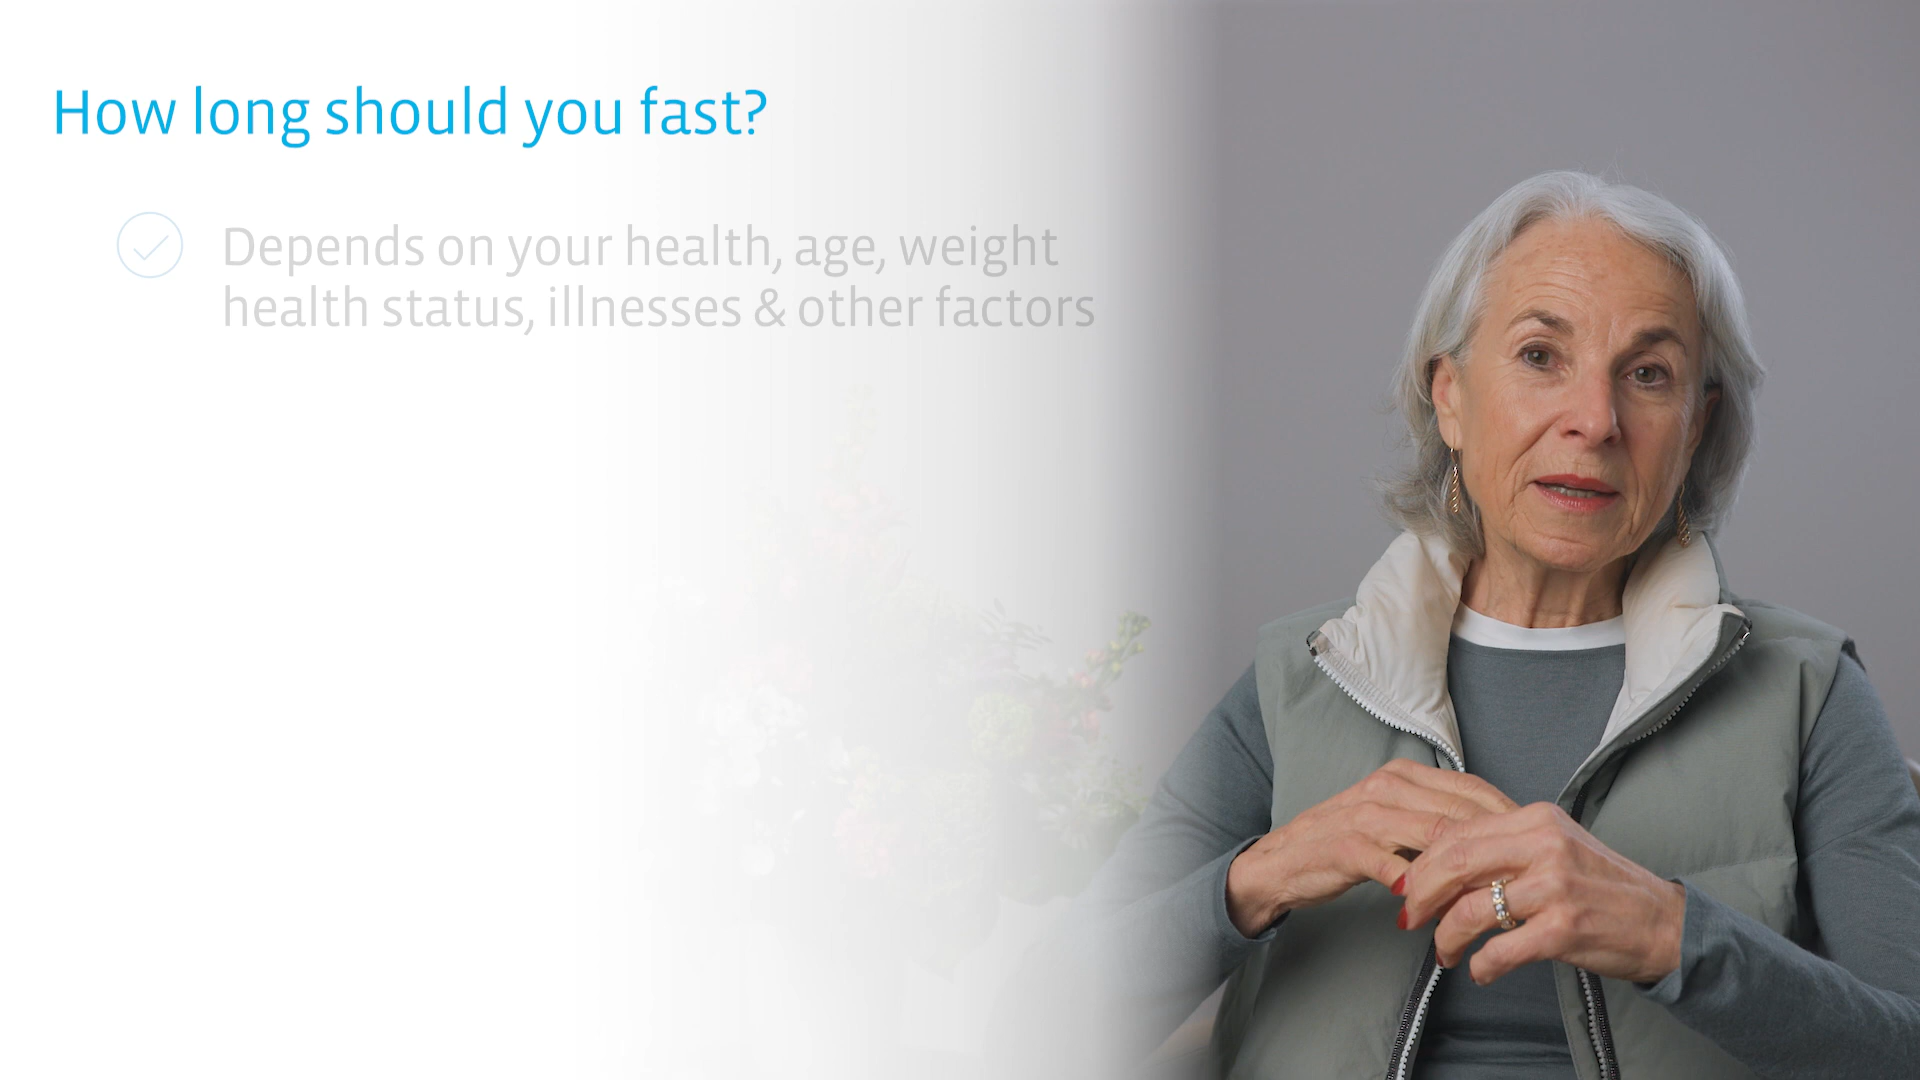 How long should you fast?
Depends on your health, age, weight
health status, illnesses & other factors